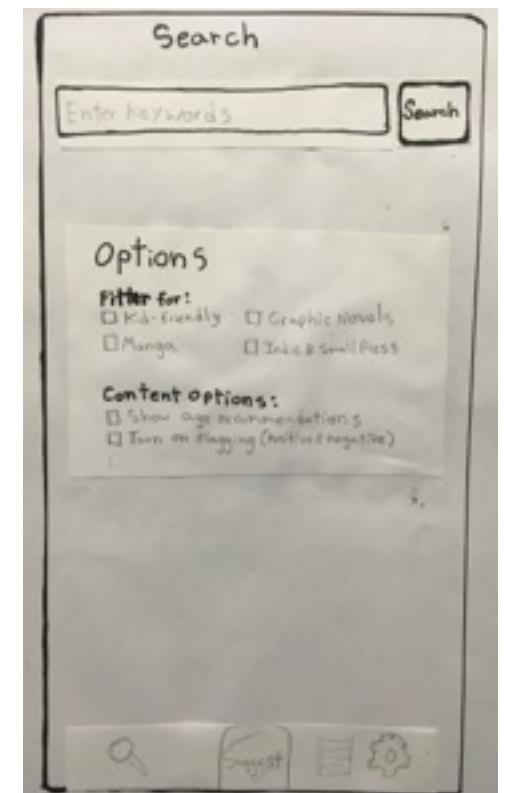 Search
Enter keywords Search
Options
Filter for:
Kid-friendly Graphic Novels
Manga Indie & Small Press
Content options:
Show age recommendations
Turn on flagging (positive & negative)
Suggest